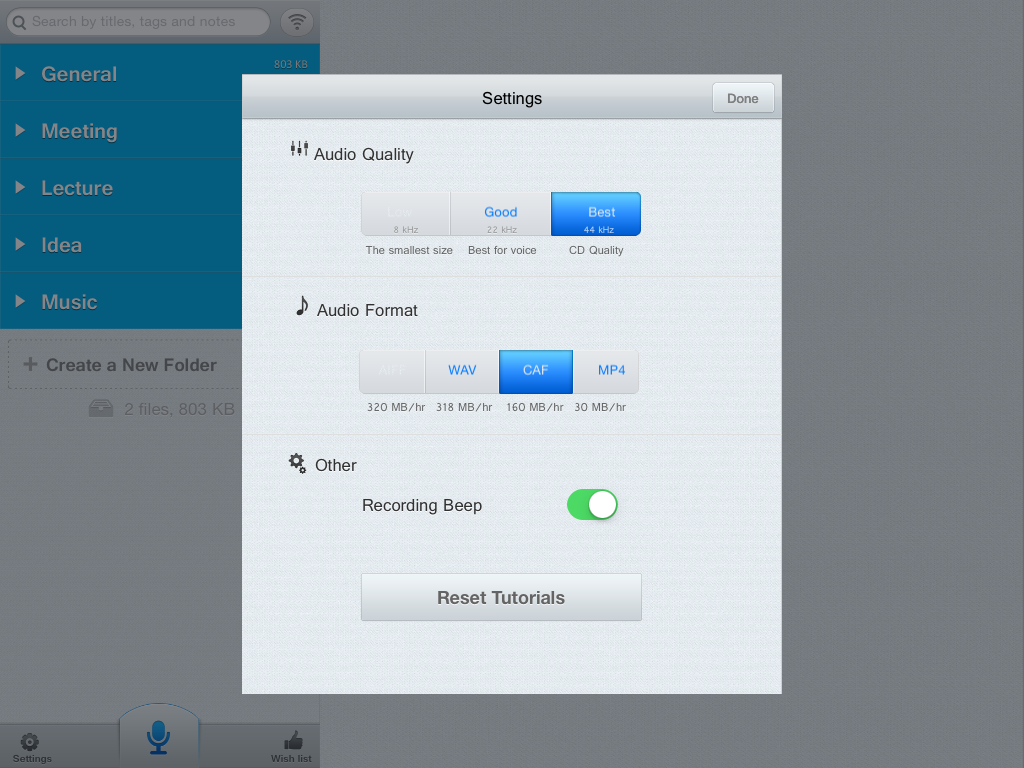 Search by titles, tags and notes
General
803 KB
Meeting
Lecture
Idea
Music
Create a New Folder
2 files, 803 KB
Settings
Wish list
Settings
Done
Audio Quality
Low
8 kHz
Good
22 kHz
Best
44 kHz
The smallest size
Best for voice
CD Quality
Audio Format
WAV
CAF
MP4
320 MB/hr
318 MB/hr
160 MB/hr
30 MB/hr
Other
Recording Beep
Reset Tutorials